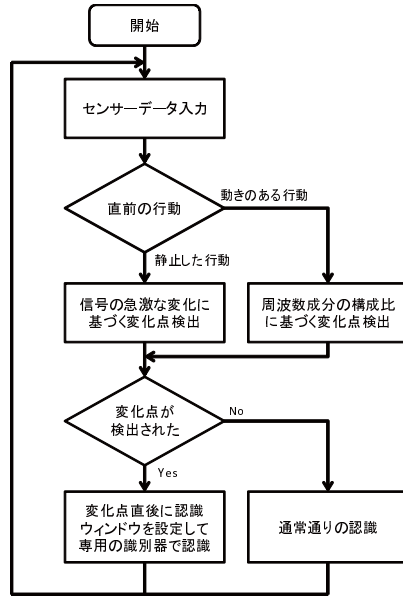 開始
センサーデータ入力
直前の行動
動きのある行動
静止した行動
信号の急激な変化に
基づく変化点検出
周波数成分の構成比
に基づく変化点検出
変化点が
検出された
No
Yes
変化点直後に認識
ウィンドウを設定して
専用の識別器で認識
通常通りの認識